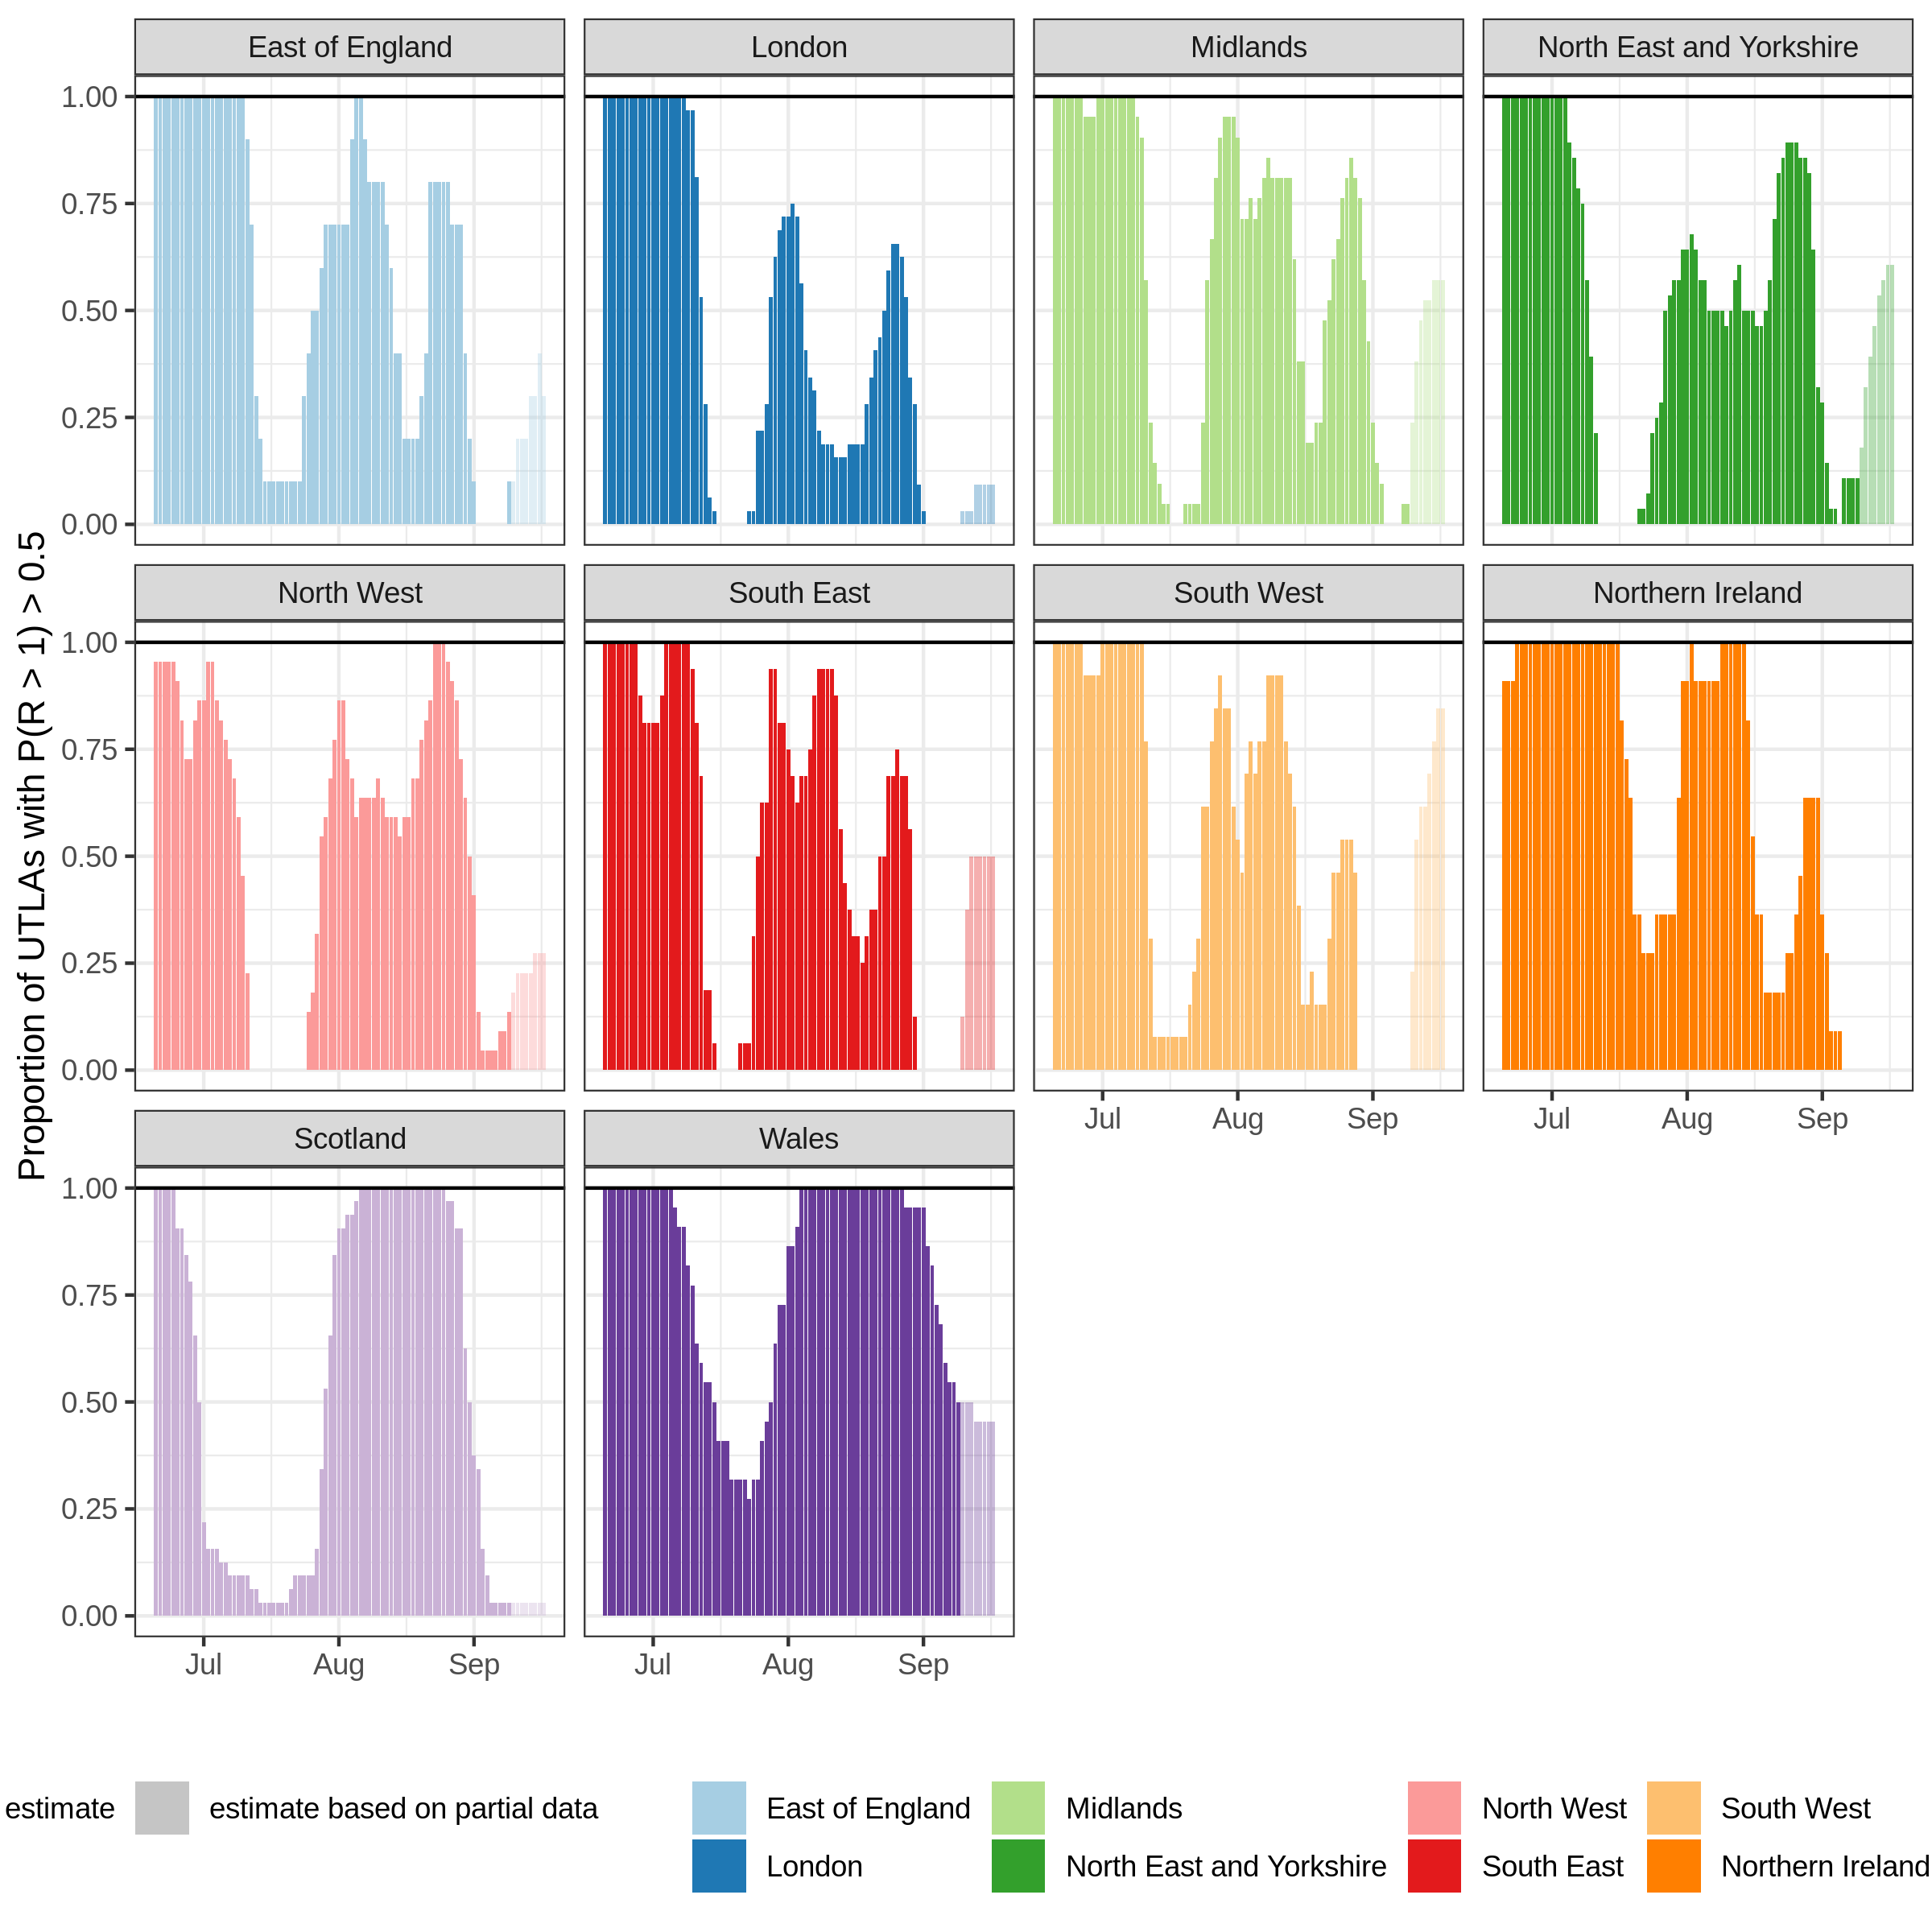 East of England
London
Midlands
North East and Yorkshire
1.00
0.75
0.50
0.25
0.00
North West
South East
South West
Northern Ireland
1.00
0.75
0.50
0.25
0.00
Jul Aug Sep
Jul Aug Sep
Scotland
Wales
1.00
0.75
0.50
0.25
0.00
Jul Aug Sep
Jul Aug Sep
Proportion of UTLAs with P(R > 1) > 0.5
estimate
estimate based on partial data
East of England
London
Midlands
North East and Yorkshire
North West
South East
South West
Northern Ireland